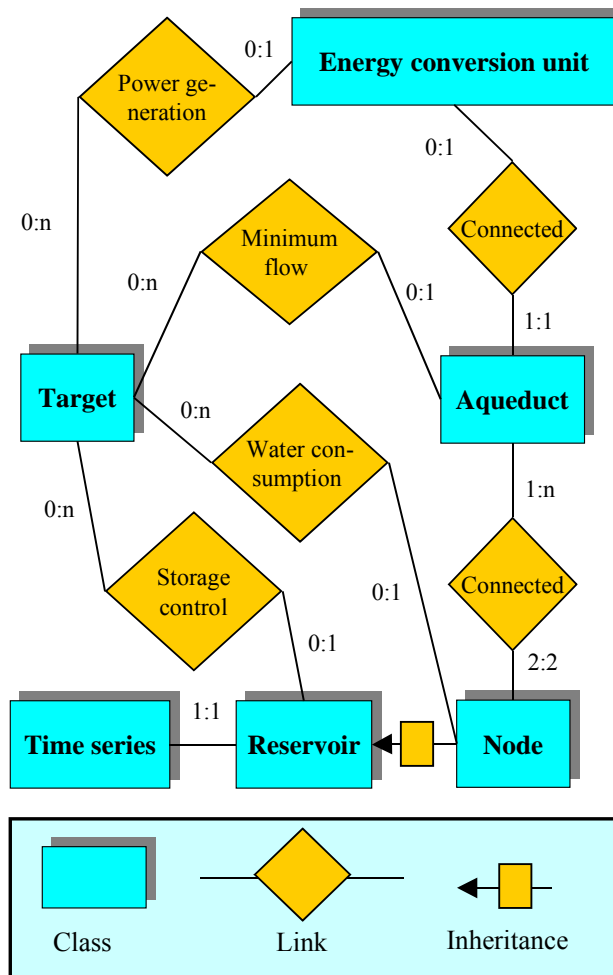 0:1
Energy conversion unit
Power ge-
neration
0:1
0:n
Connected
Minimum
flow
0:n
0:1
1:1
Target
Aqueduct
0:n
Water con-
sumption
1:n
0:n
Storage
control
0:1
Connected
0:1
2:2
1:1
Time series
Reservoir
Node
Class
Link
Inheritance